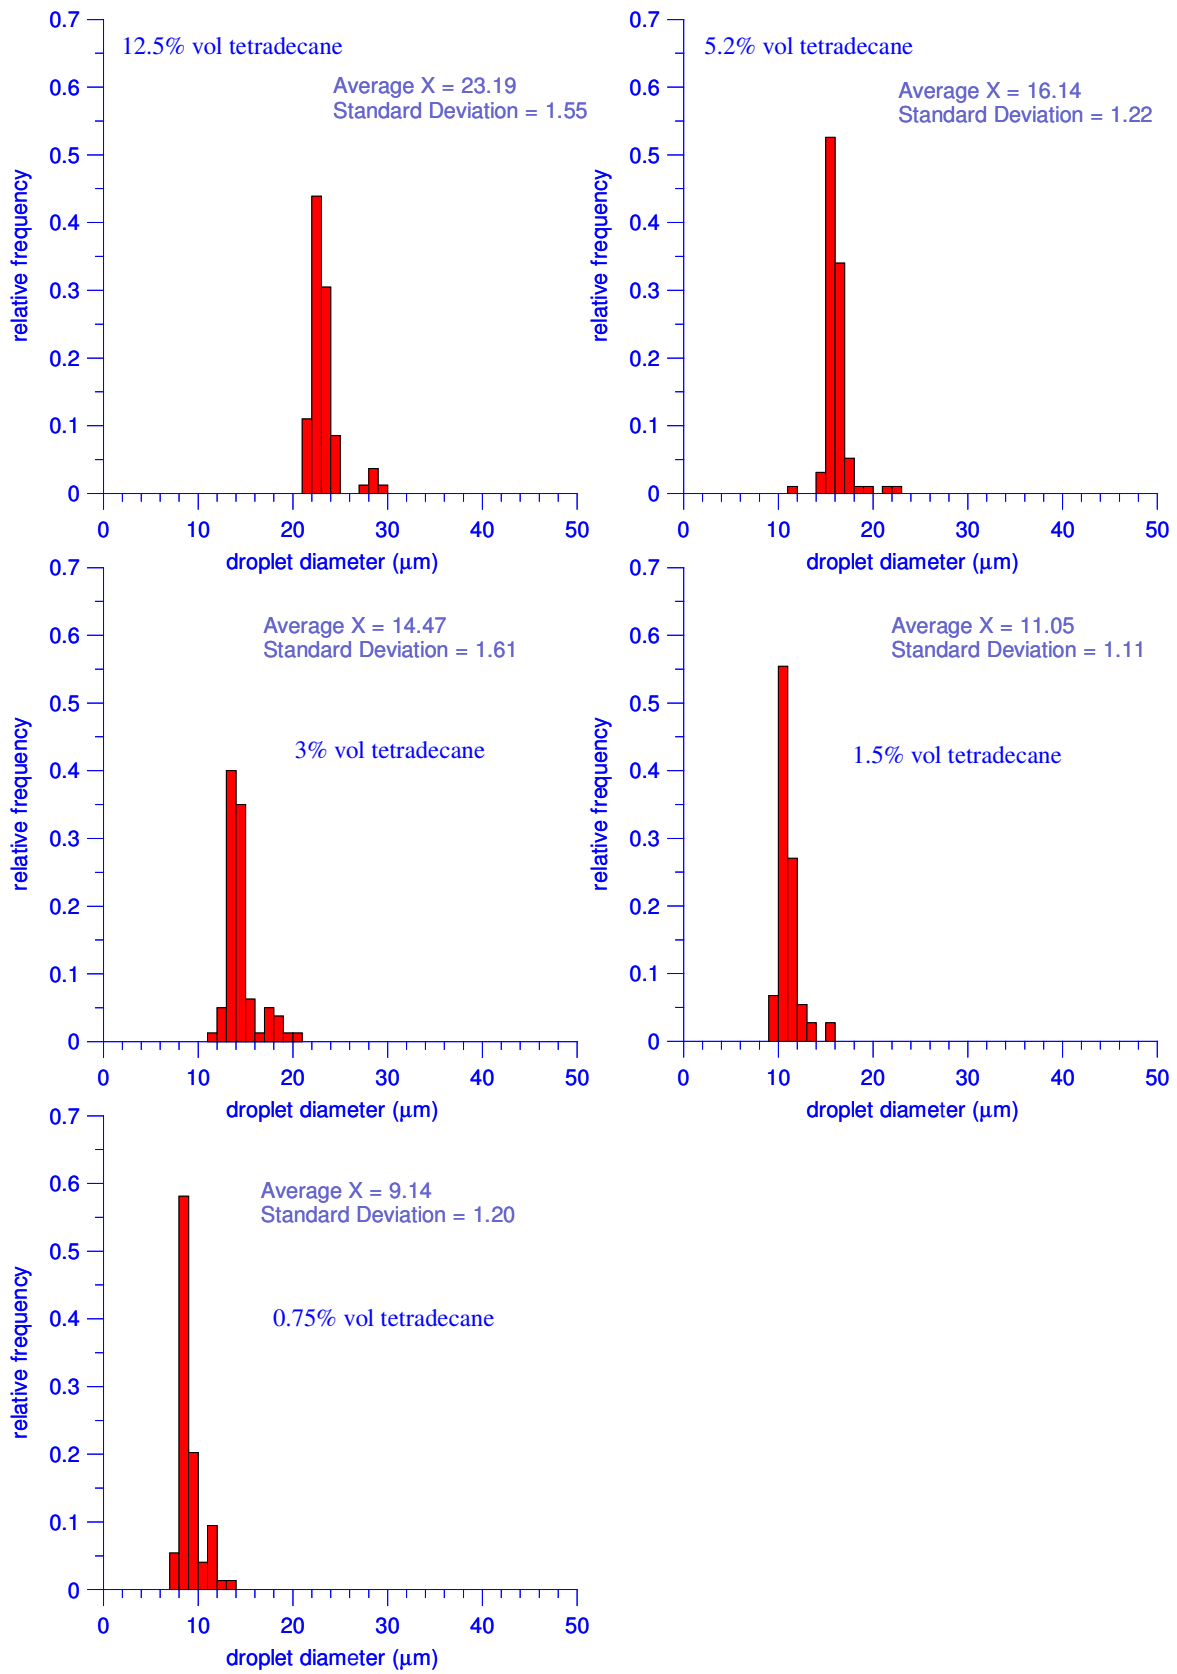 0.7
12.5% vol tetradecane
Average X = 23.19
Standard Deviation = 1.55
0.6
0.5
0.4
0.3
0.2
0.1
0
relative frequency
0 10 20 30 40 50
droplet diameter (μm)
0.7
5.2% vol tetradecane
Average X = 16.14
Standard Deviation = 1.22
0.6
0.5
0.4
0.3
0.2
0.1
0
relative frequency
0 10 20 30 40 50
droplet diameter (μm)
0.7
Average X = 14.47
Standard Deviation = 1.61
3% vol tetradecane
0.6
0.5
0.4
0.3
0.2
0.1
0
relative frequency
0 10 20 30 40 50
droplet diameter (μm)
0.7
Average X = 11.05
Standard Deviation = 1.11
1.5% vol tetradecane
0.6
0.5
0.4
0.3
0.2
0.1
0
relative frequency
0 10 20 30 40 50
droplet diameter (μm)
0.7
Average X = 9.14
Standard Deviation = 1.20
0.75% vol tetradecane
0.6
0.5
0.4
0.3
0.2
0.1
0
relative frequency
0 10 20 30 40 50
droplet diameter (μm)